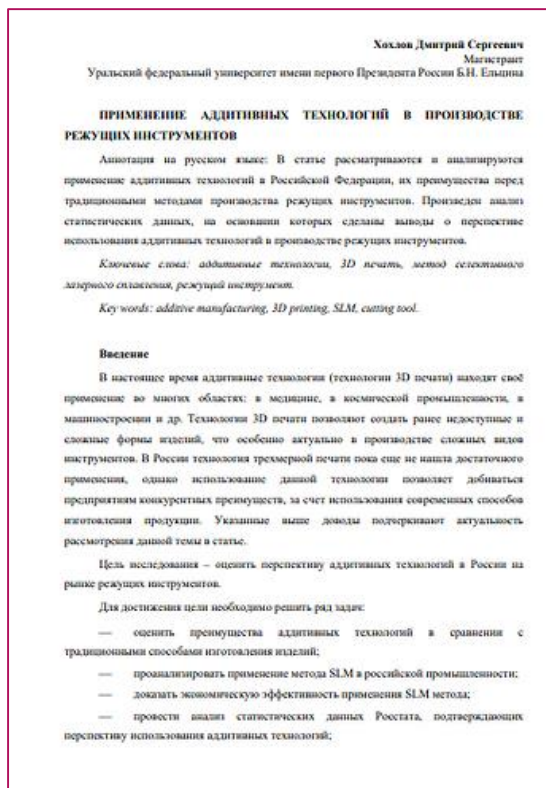 Хохлов Дмитрий Сергеевич
Магистрант
Уральский федеральный университет имени первого Президента России Б.Н. Ельцина
ПРИМЕНЕНИЕ АДДИТИВНЫХ ТЕХНОЛОГИЙ В ПРОИЗВОДСТВЕ
РЕЖУЩИХ ИНСТРУМЕНТОВ
Аннотация на русском языке: В статье рассматриваются и анализируются
применение аддитивных технологий в Российской Федерации, их преимущества перед
традиционными методами производства режущих инструментов. Произведен анализ
статистических данных, на основании которых сделаны выводы о перспективе
использования аддитивных технологий в производстве режущих инструментов.
Ключевые слова: аддитивные технологии, 3D печать, метод селективного
лазерного сплавления, режущий инструмент.
Key words: additive manufacturing, 3D printing, SLM, cutting tool.
Введение
В настоящее время аддитивные технологии (технологии 3D печати) находят своё
применение во многих областях: в медицине, в космической промышленности, в
машиностроении и др. Технологии 3D печати позволяют создать ранее недоступные и
сложные формы изделий, что особенно актуально в производстве сложных видов
инструментов. В России технология трехмерной печати пока еще не нашла достаточного
применения, однако использование данной технологии позволяет добиваться
предприятиям конкурентных преимуществ, за счет использования современных способов
изготовления продукции. Указанные выше доводы подчеркивают актуальность
рассмотрения данной темы в статье.
Цель исследования – оценить перспективу аддитивных технологий в России на
рынке режущих инструментов.
Для достижения цели необходимо решить ряд задач:
— оценить преимущества аддитивных технологий в сравнении с
традиционными способами изготовления изделий;
— проанализировать применение метода SLM в российской промышленности;
— доказать экономическую эффективность применения SLM метода;
— провести анализ статистических данных Росстата, подтверждающих
перспективу использования аддитивных технологий;